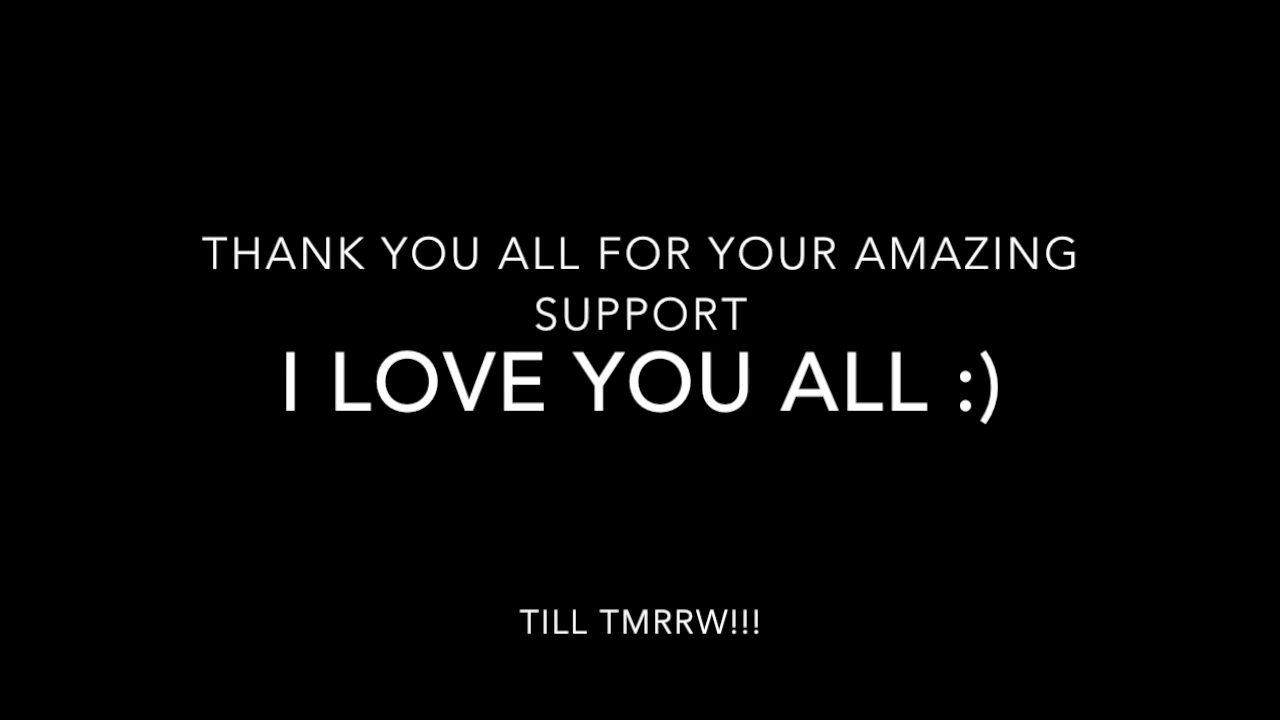 THANK YOU ALL FOR YOUR AMAZING
SUPPORT
I LOVE YOU ALL :)
TILL TMRRW!!!